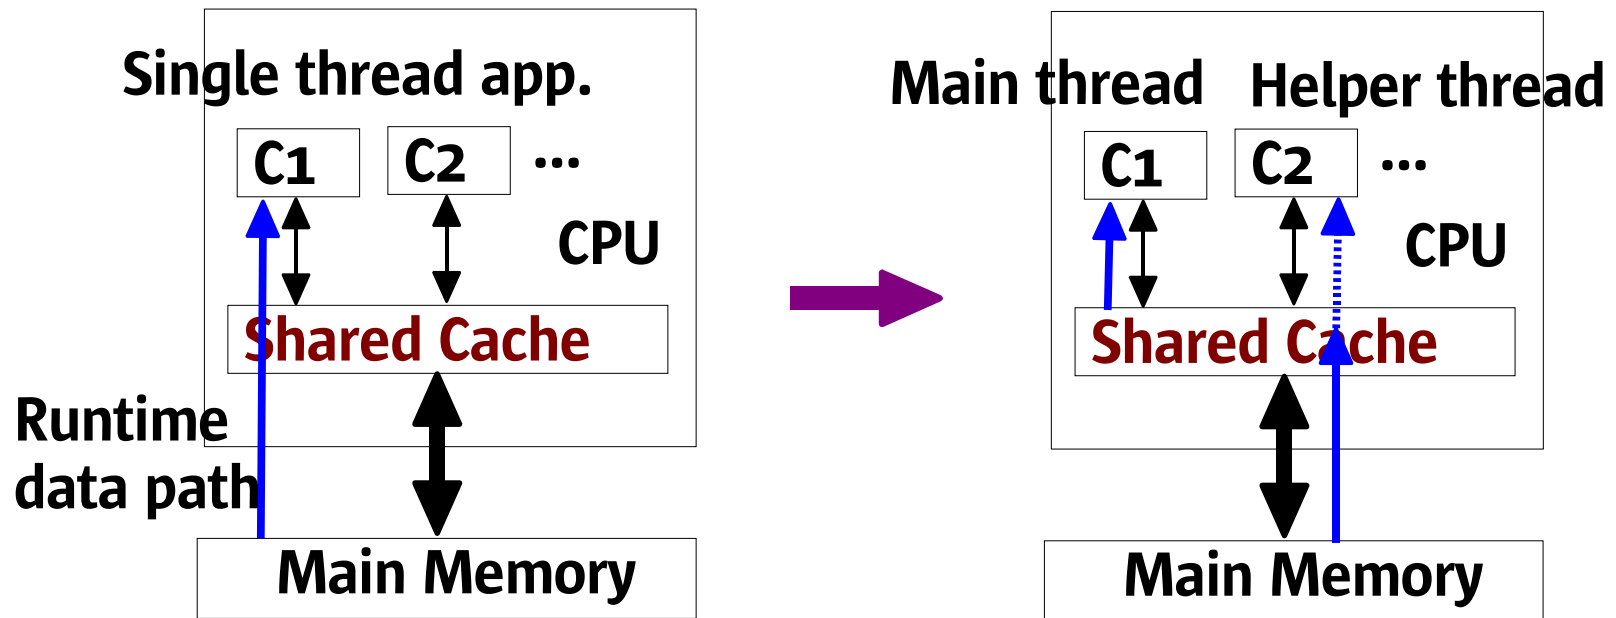 Single thread app.
C1 C2 ...
CPU
Shared Cache
Runtime
data path
Main Memory
Main thread Helper thread
C1 C2 ...
CPU
Shared Cache
Main Memory